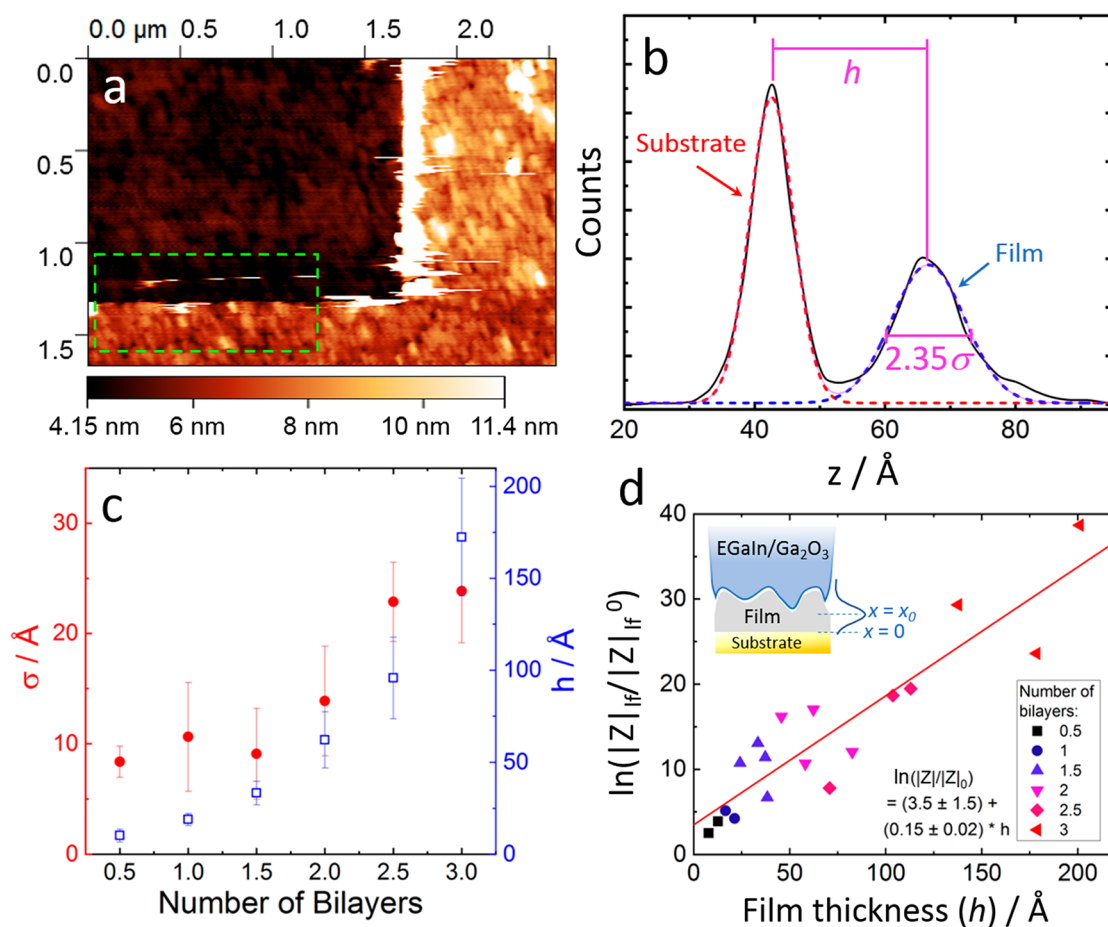 0.0 μm 0.5 1.0 1.5 2.0
a
0.0
0.5
1.0
1.5
4.15 nm 6 nm 8 nm 10 nm 11.4 nm
b
h
Substrate
Film
2.35σ
Counts
20 40 60 80
z / Å
c
σ / Å
30
20
10
0
h / Å
200
150
100
50
0
0.5 1.0 1.5 2.0 2.5 3.0
Number of Bilayers
d
ln(|Z|lf/|Z|lf⁰)
40
30
20
10
0
EGaIn/Ga₂O₃
Film
x = x₀
x = 0
Substrate
Number of
bilayers:
0.5
1
1.5
2
2.5
3
ln(|Z|/|Z|₀)
= (3.5 ± 1.5) +
(0.15 ± 0.02) * h
0 50 100 150 200
Film thickness (h) / Å